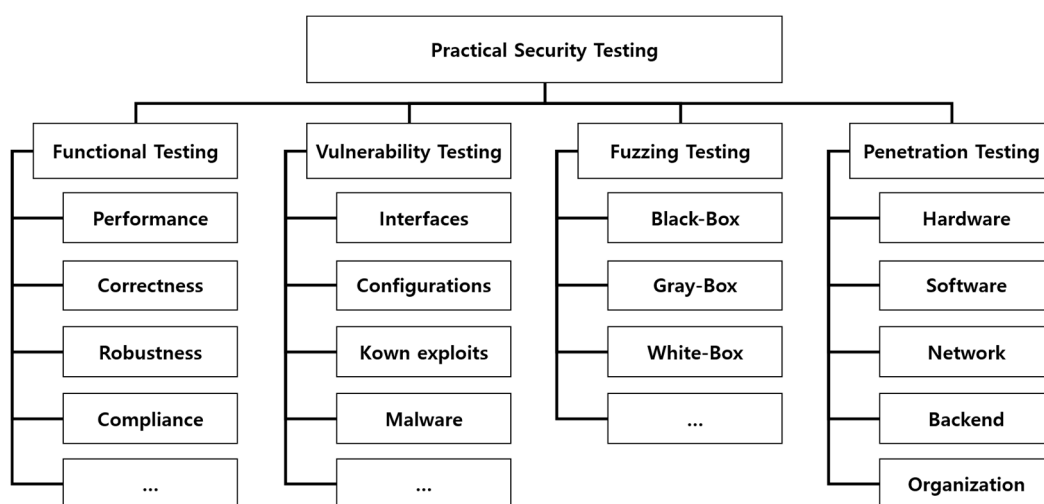 Practical Security Testing
Functional Testing
Performance
Correctness
Robustness
Compliance
...
Vulnerability Testing
Interfaces
Configurations
Kown exploits
Malware
...
Fuzzing Testing
Black-Box
Gray-Box
White-Box
...
Penetration Testing
Hardware
Software
Network
Backend
Organization